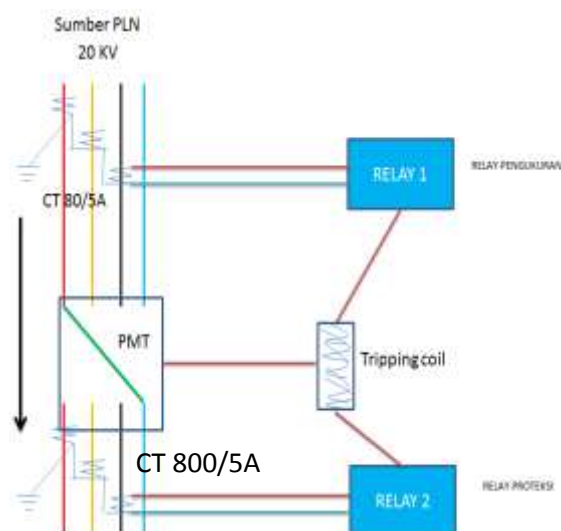 Sumber PLN
20 KV
RELAY 1
RELAY PENGUKURAN
CT 80/5A
PMT
Tripping coil
CT 800/5A
RELAY 2
RELAY PROTEKSI